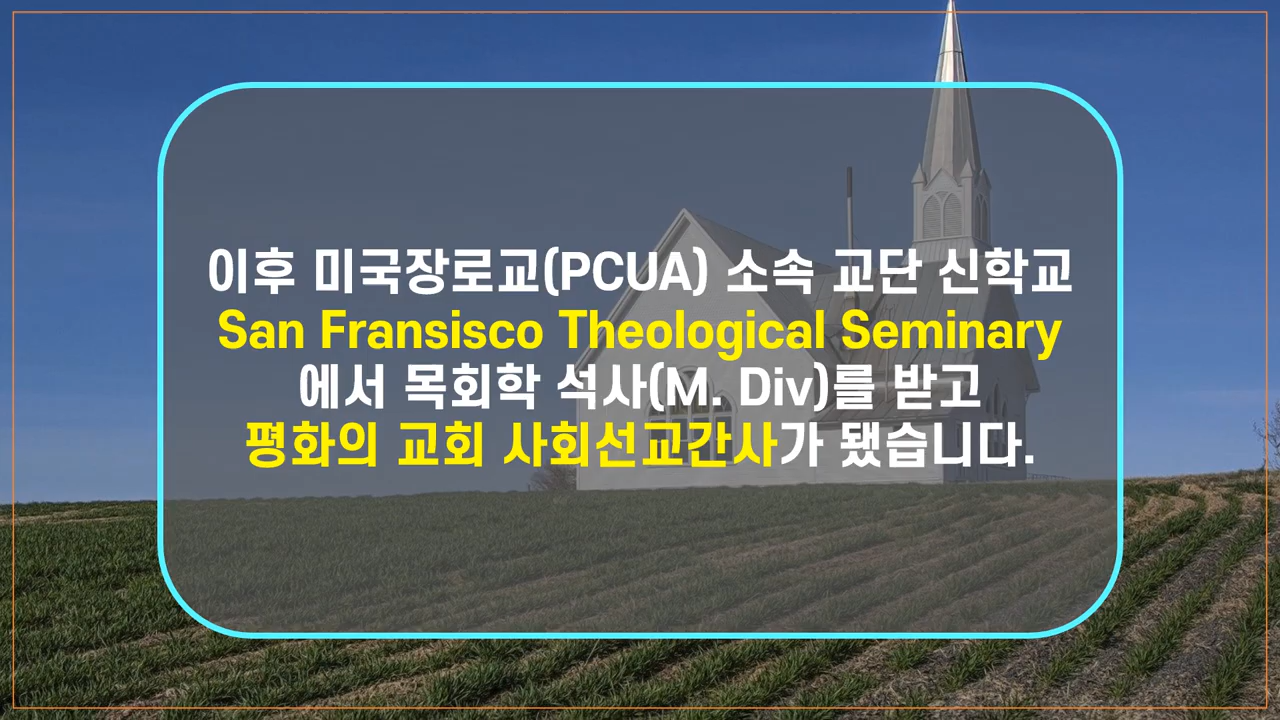 이후 미국장로교(PCUA) 소속 교단 신학교
San Fransisco Theological Seminary
에서 목회학 석사(M. Div)를 받고
평화의 교회 사회선교간사가 됐습니다.